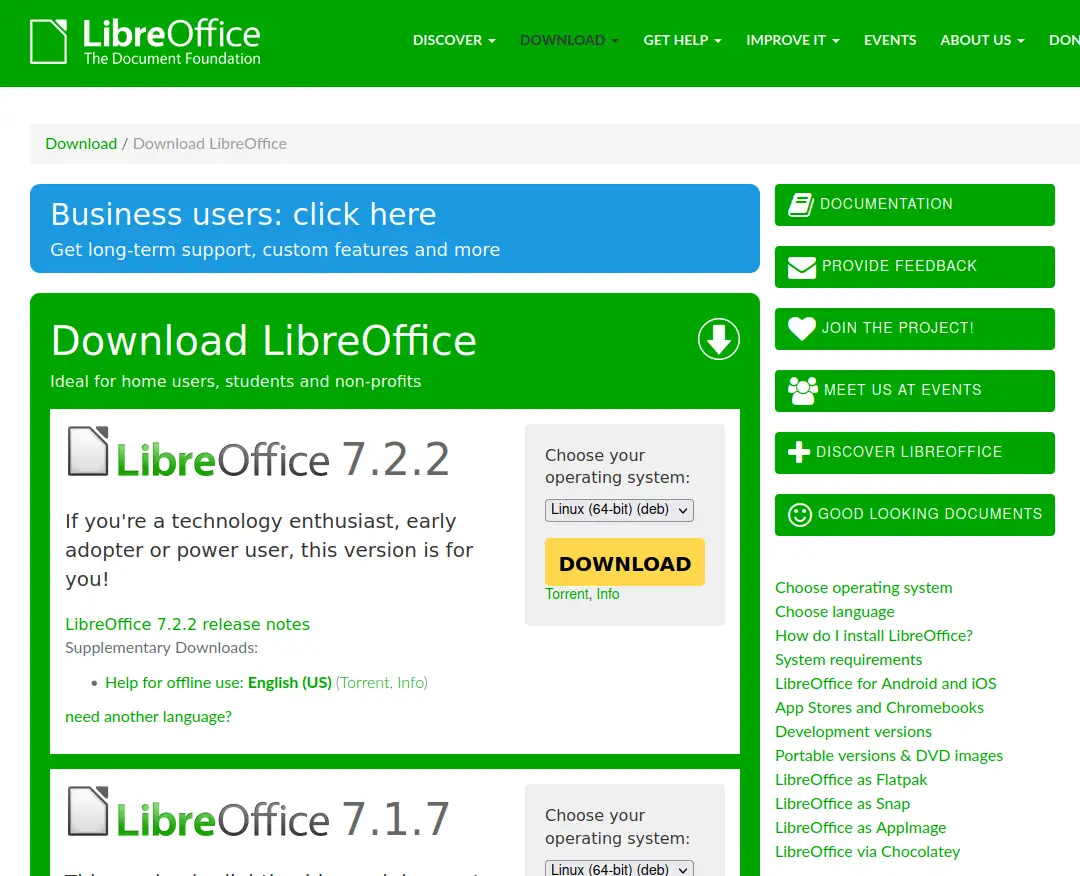 LibreOffice
The Document Foundation
DISCOVER DOWNLOAD GET HELP IMPROVE IT EVENTS ABOUT US DON
Download / Download LibreOffice
Business users: click here
Get long-term support, custom features and more
Download LibreOffice
Ideal for home users, students and non-profits
LibreOffice 7.2.2
If you're a technology enthusiast, early
adopter or power user, this version is for
you!
LibreOffice 7.2.2 release notes
Supplementary Downloads:
• Help for offline use: English (US) (Torrent, Info)
need another language?
Choose your
operating system:
Linux (64-bit) (deb)
DOWNLOAD
Torrent, Info
LibreOffice 7.1.7
Choose your
operating system:
Linux (64-bit) (deb)
DOCUMENTATION
PROVIDE FEEDBACK
JOIN THE PROJECT!
MEET US AT EVENTS
DISCOVER LIBREOFFICE
GOOD LOOKING DOCUMENTS
Choose operating system
Choose language
How do I install LibreOffice?
System requirements
LibreOffice for Android and iOS
App Stores and Chromebooks
Development versions
Portable versions & DVD images
LibreOffice as Flatpak
LibreOffice as Snap
LibreOffice as AppImage
LibreOffice via Chocolatey